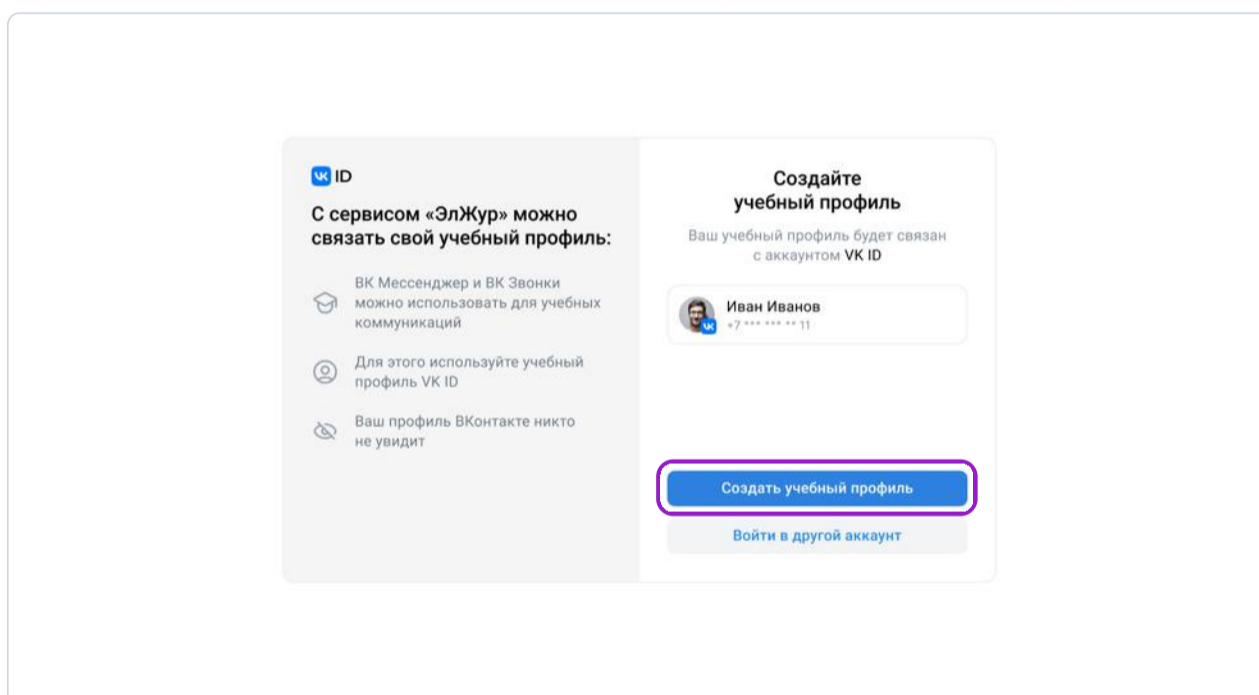 VK ID
С сервисом «ЭлЖур» можно
связать свой учебный профиль:
ВК Мессенджер и ВК Звонки
можно использовать для учебных
коммуникаций
Для этого используйте учебный
профиль VK ID
Ваш профиль ВКонтакте никто
не увидит
Создайте
учебный профиль
Ваш учебный профиль будет связан
с аккаунтом VK ID
Иван Иванов
+7 *** *** ** 11
Создать учебный профиль
Войти в другой аккаунт